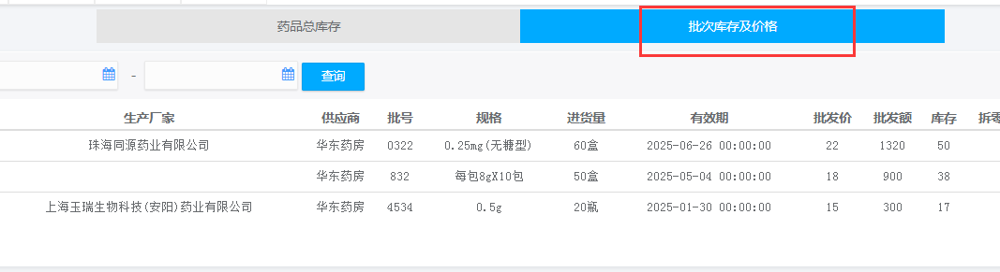 药品总库存 批次库存及价格
- 查询
生产厂家 供应商 批号 规格 进货量 有效期 批发价 批发额 库存 拆零
珠海同源药业有限公司 华东药房 0322 0.25mg(无糖型) 60盒 2025-06-26 00:00:00 22 1320 50
华东药房 832 每包8gX10包 50盒 2025-05-04 00:00:00 18 900 38
上海玉瑞生物科技(安阳)药业有限公司 华东药房 4534 0.5g 20瓶 2025-01-30 00:00:00 15 300 17